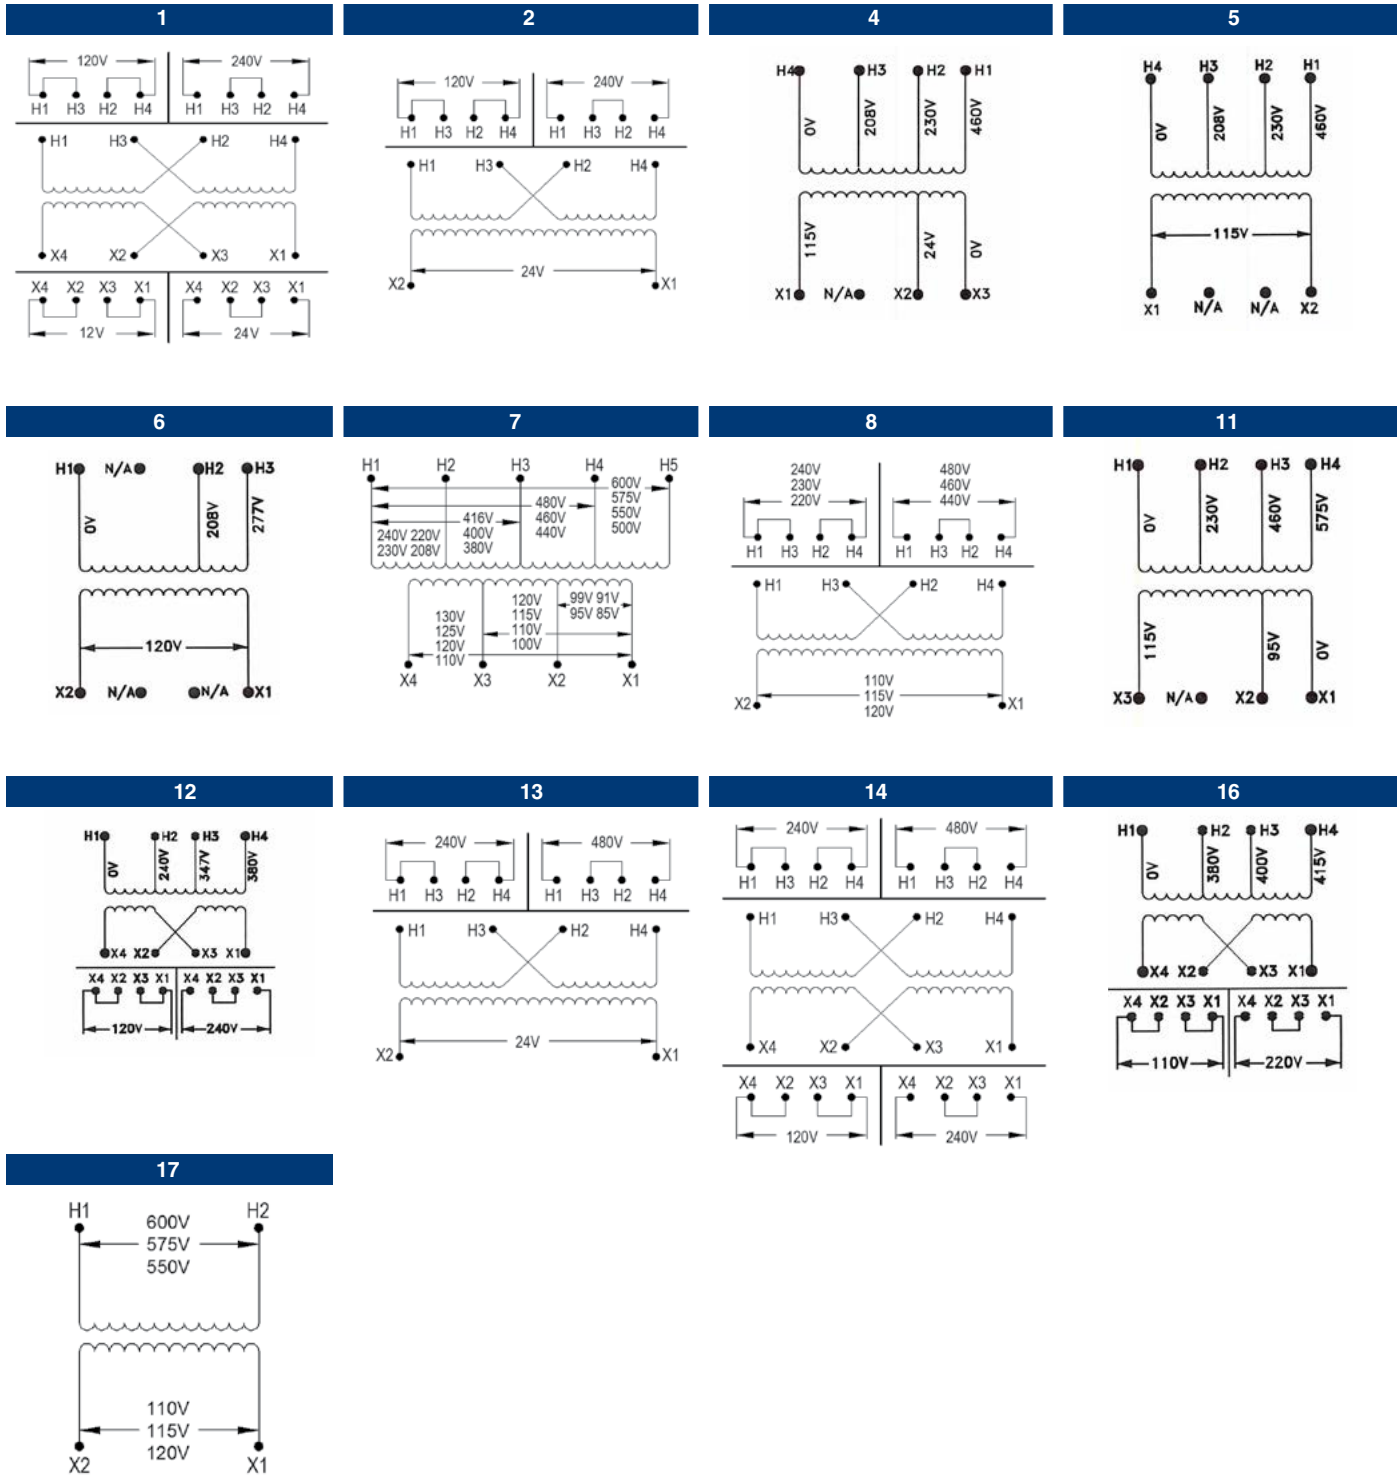 1
120V 240V
H1 H3 H2 H4 H1 H3 H2 H4
H1 H3 H2 H4
X4 X2 X3 X1
X4 X2 X3 X1 X4 X2 X3 X1
12V 24V
2
120V 240V
H1 H3 H2 H4 H1 H3 H2 H4
H1 H3 H2 H4
24V
X2 X1
4
H4 H3 H2 H1
0V 208V 230V 460V
115V 24V 0V
X1 N/A X2 X3
5
H4 H3 H2 H1
0V 208V 230V 460V
115V
X1 N/A N/A X2
6
H1 N/A H2 H3
0V 208V 277V
120V
X2 N/A N/A X1
7
H1 H2 H3 H4 H5
600V
575V
550V
500V
480V
460V
440V
416V
400V
380V
240V 220V
230V 208V
99V 91V
95V 85V
120V
115V
110V
100V
130V
125V
120V
110V
X4 X3 X2 X1
8
240V 480V
230V 460V
220V 440V
H1 H3 H2 H4 H1 H3 H2 H4
H1 H3 H2 H4
110V
115V
120V
X2 X1
11
H1 H2 H3 H4
0V 230V 460V 575V
115V 95V 0V
X3 N/A X2 X1
12
H1 H2 H3 H4
0V 240V 347V 380V
X4 X2 X3 X1
X4 X2 X3 X1 X4 X2 X3 X1
120V 240V
13
240V 480V
H1 H3 H2 H4 H1 H3 H2 H4
H1 H3 H2 H4
24V
X2 X1
14
240V 480V
H1 H3 H2 H4 H1 H3 H2 H4
H1 H3 H2 H4
X4 X2 X3 X1
X4 X2 X3 X1 X4 X2 X3 X1
120V 240V
16
H1 H2 H3 H4
0V 380V 400V 415V
X4 X2 X3 X1
X4 X2 X3 X1 X4 X2 X3 X1
110V 220V
17
H1 H2
600V
575V
550V
110V
115V
120V
X2 X1